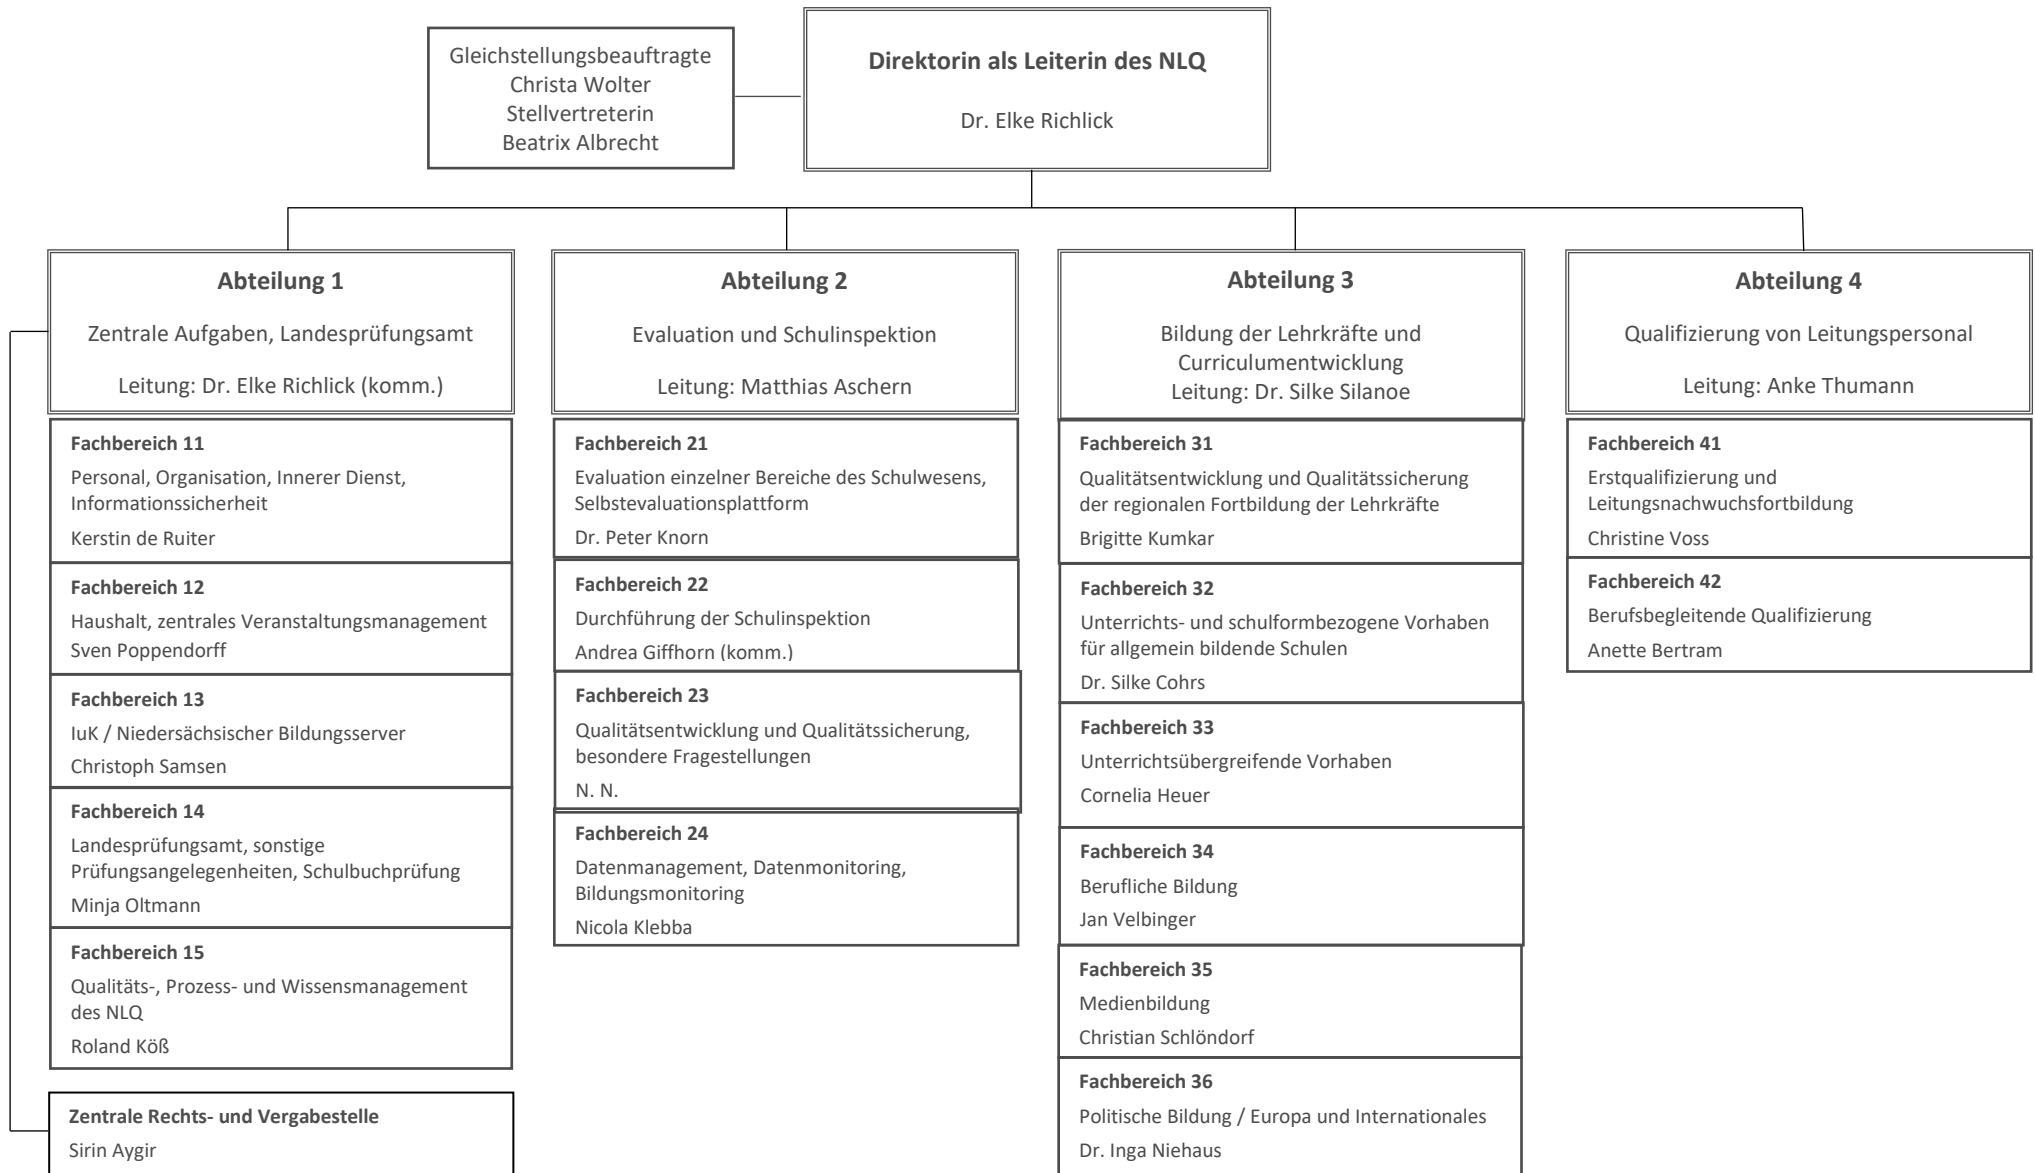 Gleichstellungsbeauftragte
Christa Wolter
Stellvertreterin
Beatrix Albrecht
Direktorin als Leiterin des NLQ
Dr. Elke Richlick
Abteilung 1
Zentrale Aufgaben, Landesprüfungsamt
Leitung: Dr. Elke Richlick (komm.)
Fachbereich 11
Personal, Organisation, Innerer Dienst,
Informationssicherheit
Kerstin de Ruiter
Fachbereich 12
Haushalt, zentrales Veranstaltungsmanagement
Sven Poppendorff
Fachbereich 13
IuK / Niedersächsischer Bildungsserver
Christoph Samsen
Fachbereich 14
Landesprüfungsamt, sonstige
Prüfungsangelegenheiten, Schulbuchprüfung
Minja Oltmann
Fachbereich 15
Qualitäts-, Prozess- und Wissensmanagement
des NLQ
Roland Köß
Zentrale Rechts- und Vergabestelle
Sirin Aygir
Abteilung 2
Evaluation und Schulinspektion
Leitung: Matthias Aschern
Fachbereich 21
Evaluation einzelner Bereiche des Schulwesens,
Selbstevaluationsplattform
Dr. Peter Knorn
Fachbereich 22
Durchführung der Schulinspektion
Andrea Giffhorn (komm.)
Fachbereich 23
Qualitätsentwicklung und Qualitätssicherung,
besondere Fragestellungen
N. N.
Fachbereich 24
Datenmanagement, Datenmonitoring,
Bildungsmonitoring
Nicola Klebba
Abteilung 3
Bildung der Lehrkräfte und
Curriculumentwicklung
Leitung: Dr. Silke Silanoe
Fachbereich 31
Qualitätsentwicklung und Qualitätssicherung
der regionalen Fortbildung der Lehrkräfte
Brigitte Kumkar
Fachbereich 32
Unterrichts- und schulformbezogene Vorhaben
für allgemein bildende Schulen
Dr. Silke Cohrs
Fachbereich 33
Unterrichtsübergreifende Vorhaben
Cornelia Heuer
Fachbereich 34
Berufliche Bildung
Jan Velbinger
Fachbereich 35
Medienbildung
Christian Schlöndorf
Fachbereich 36
Politische Bildung / Europa und Internationales
Dr. Inga Niehaus
Abteilung 4
Qualifizierung von Leitungspersonal
Leitung: Anke Thumann
Fachbereich 41
Erstqualifizierung und
Leitungsnachwuchsfortbildung
Christine Voss
Fachbereich 42
Berufsbegleitende Qualifizierung
Anette Bertram